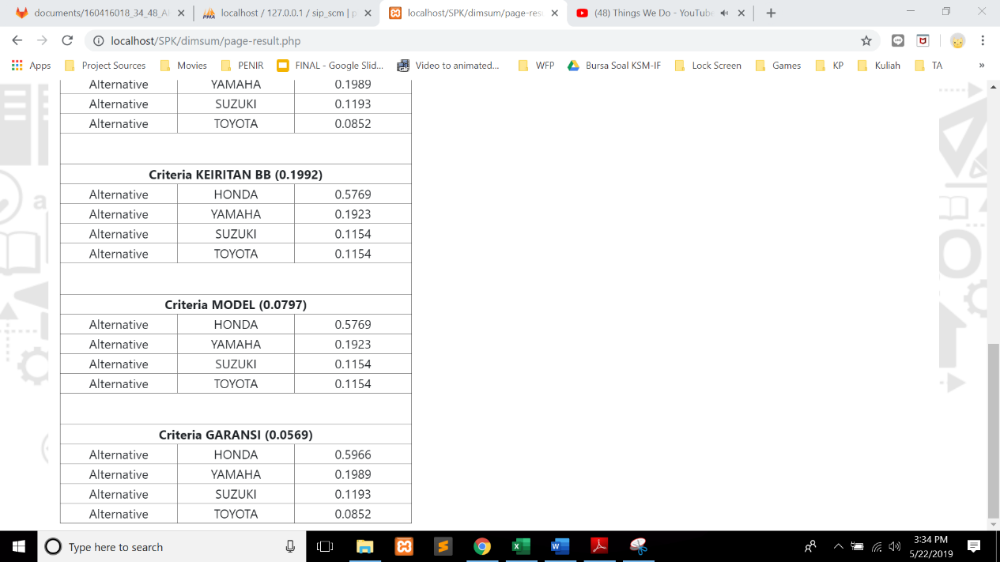 documents/160416018_34_48_A
localhost / 127.0.0.1 / sip_scm | p
localhost/SPK/dimsum/page-resu
(48) Things We Do - YouTube
localhost/SPK/dimsum/page-result.php
Apps Project Sources Movies PENIR FINAL - Google Slid... Video to animated... WFP Bursa Soal KSM-IF Lock Screen Games KP Kuliah TA »
Alternative YAMAHA 0.1989
Alternative SUZUKI 0.1193
Alternative TOYOTA 0.0852
Criteria KEIRITAN BB (0.1992)
Alternative HONDA 0.5769
Alternative YAMAHA 0.1923
Alternative SUZUKI 0.1154
Alternative TOYOTA 0.1154
Criteria MODEL (0.0797)
Alternative HONDA 0.5769
Alternative YAMAHA 0.1923
Alternative SUZUKI 0.1154
Alternative TOYOTA 0.1154
Criteria GARANSI (0.0569)
Alternative HONDA 0.5966
Alternative YAMAHA 0.1989
Alternative SUZUKI 0.1193
Alternative TOYOTA 0.0852
Type here to search
3:34 PM
5/22/2019